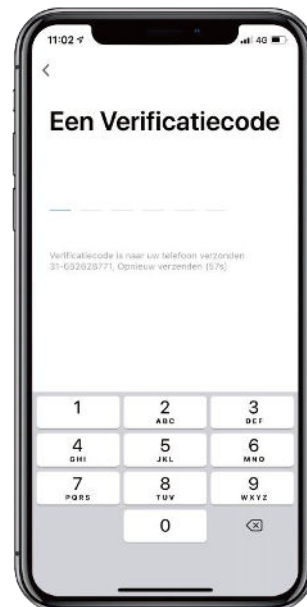 11:02
4G
Een Verificatiecode
Verificatiecode is naar uw telefoon verzonden
31-652626771, Opnieuw verzenden (57s)
1
2
ABC
3
DEF
4
GHI
5
JKL
6
MNO
7
PQRS
8
TUV
9
WXYZ
0